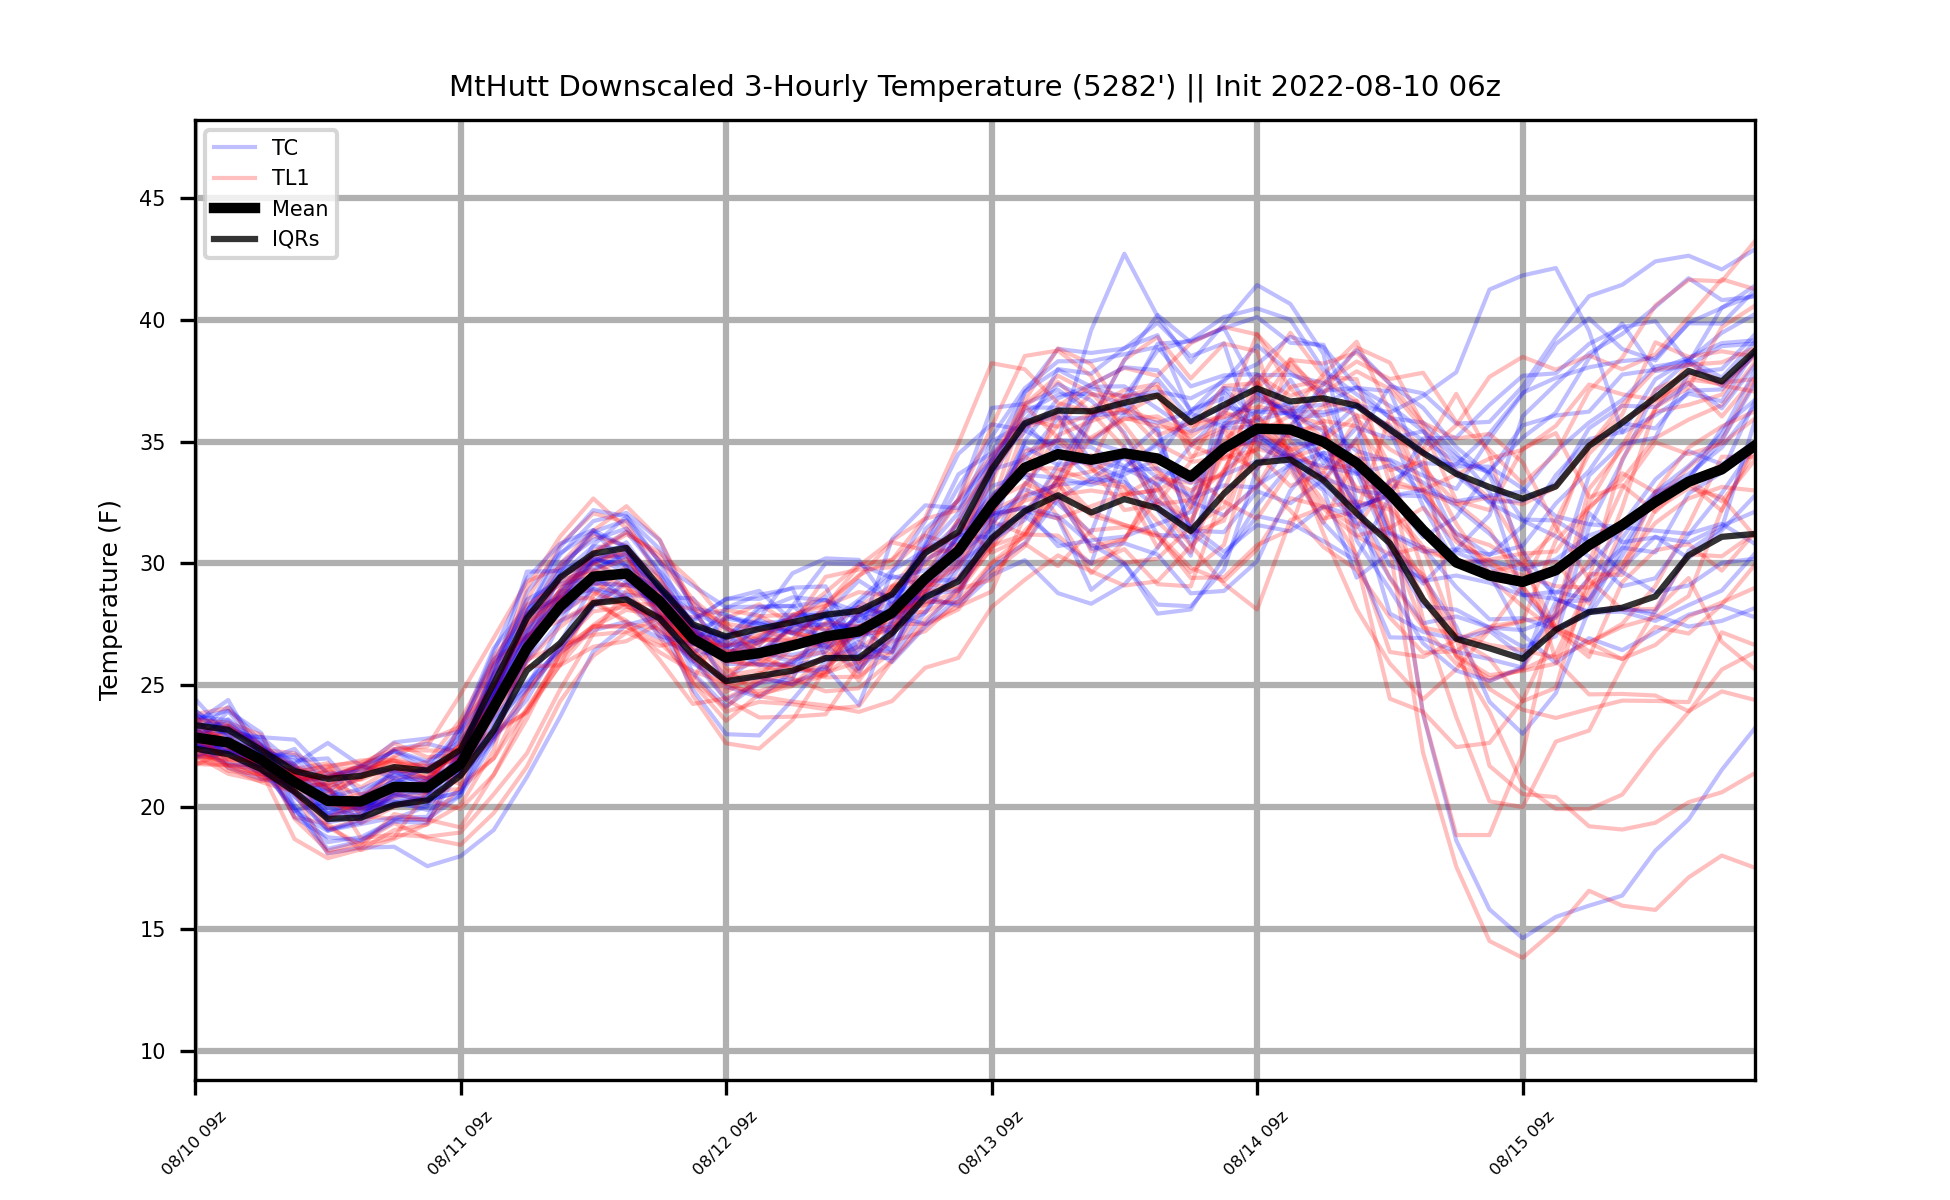 MtHutt Downscaled 3-Hourly Temperature (5282') || Init 2022-08-10 06z
TC
TL1
Mean
IQRs
Temperature (F)
45
40
35
30
25
20
15
10
08/10 09z
08/11 09z
08/12 09z
08/13 09z
08/14 09z
08/15 09z